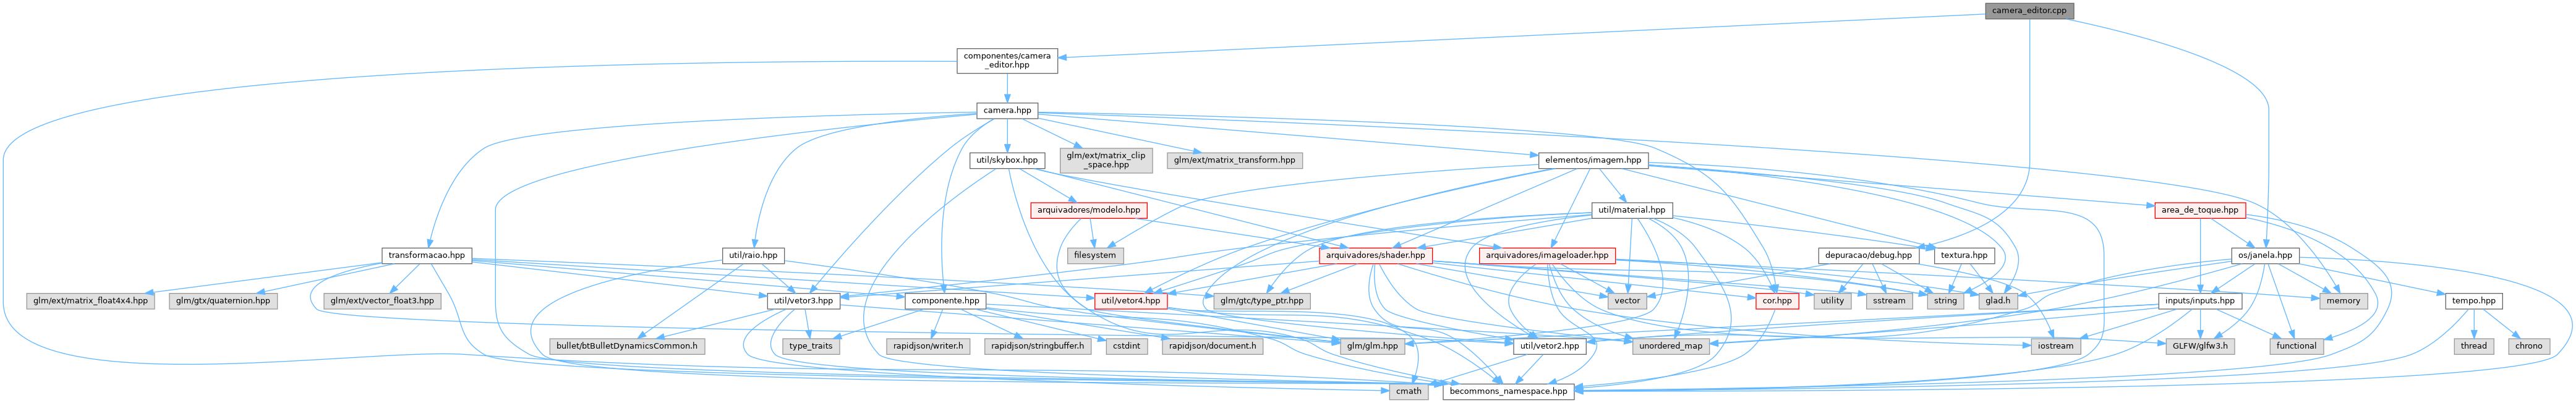 camera_editor.cpp
componentes/camera
_editor.hpp
camera.hpp
util/skybox.hpp
glm/ext/matrix_clip
_space.hpp
glm/ext/matrix_transform.hpp
elementos/imagem.hpp
arquivadores/modelo.hpp
util/material.hpp
area_de_toque.hpp
transformacao.hpp
util/raio.hpp
filesystem
arquivadores/shader.hpp
arquivadores/imageloader.hpp
depuracao/debug.hpp
textura.hpp
os/janela.hpp
glm/ext/matrix_float4x4.hpp
glm/gtx/quaternion.hpp
glm/ext/vector_float3.hpp
util/vetor3.hpp
componente.hpp
util/vetor4.hpp
glm/gtc/type_ptr.hpp
vector
cor.hpp
utility
sstream
string
glad.h
inputs/inputs.hpp
memory
tempo.hpp
bullet/btBulletDynamicsCommon.h
type_traits
rapidjson/writer.h
rapidjson/stringbuffer.h
cstdint
rapidjson/document.h
glm/glm.hpp
util/vetor2.hpp
unordered_map
iostream
GLFW/glfw3.h
functional
thread
chrono
cmath
becommons_namespace.hpp